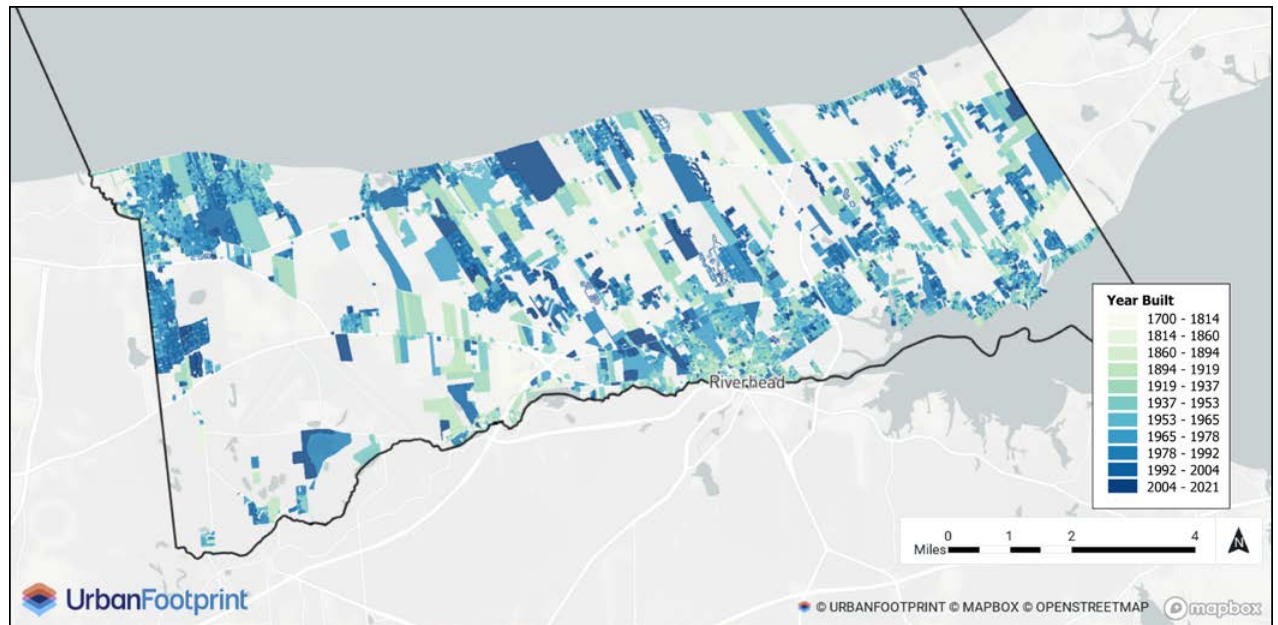 Riverhead
Year Built
1700 - 1814
1814 - 1860
1860 - 1894
1894 - 1919
1919 - 1937
1937 - 1953
1953 - 1965
1965 - 1978
1978 - 1992
1992 - 2004
2004 - 2021
0 1 2 4
Miles
N
UrbanFootprint
© URBANFOOTPRINT © MAPBOX © OPENSTREETMAP
mapbox